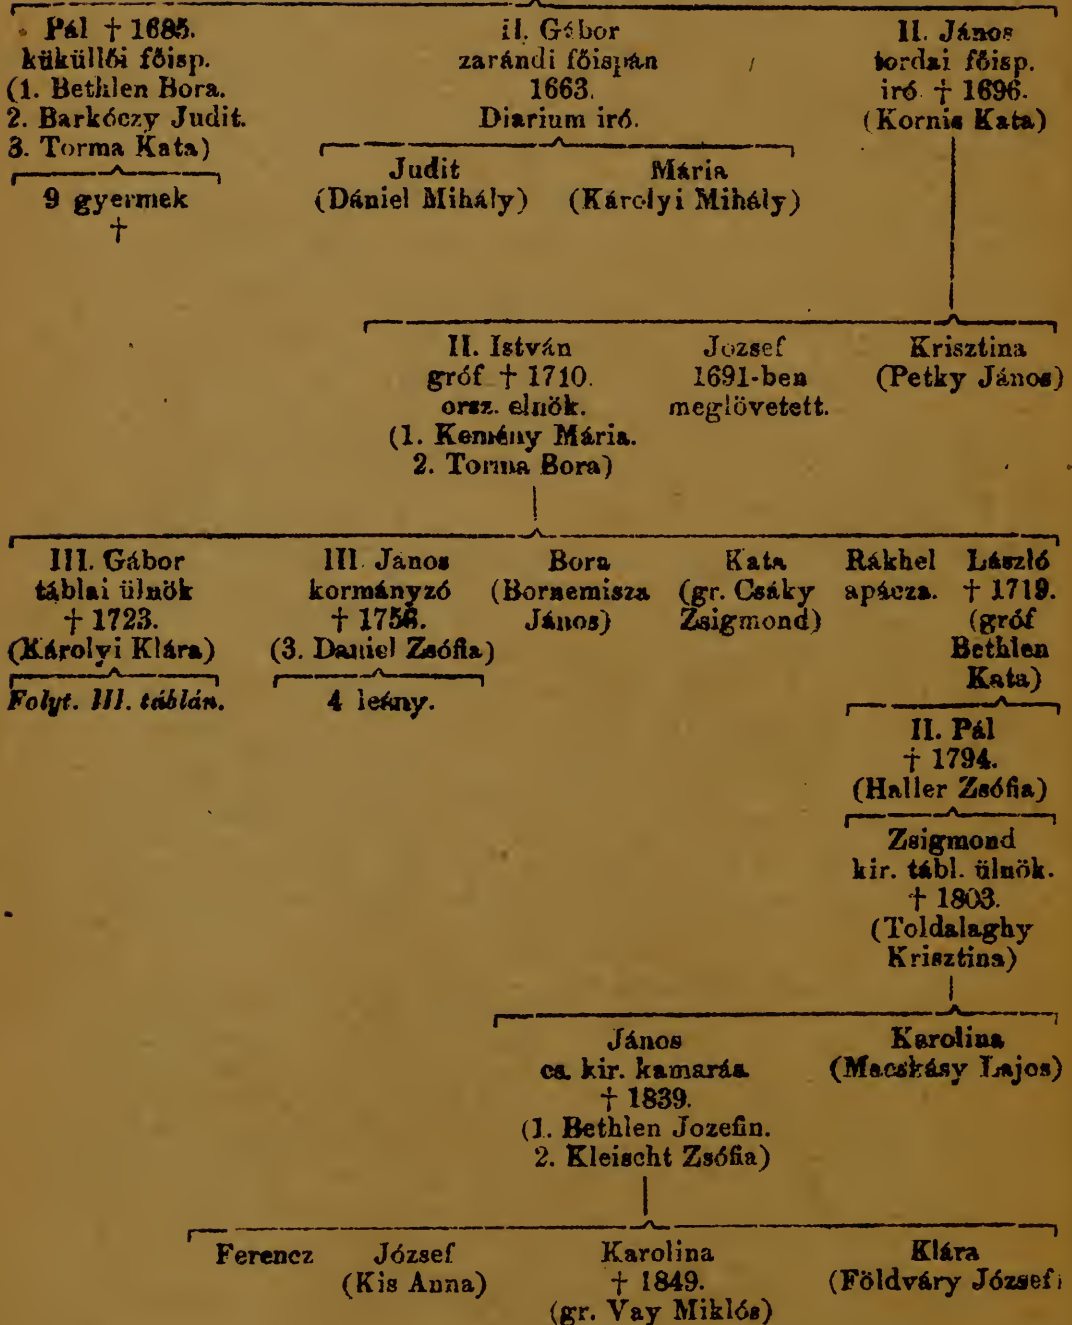 Pál † 1685.
küküllői főisp.
(1. Bethlen Bora.
2. Barkóczy Judit.
3. Torma Kata)
9 gyermek
†
II. Gábor
zarándi főispán
1663.
Diarium iró.
Judit
(Dániel Mihály)
Mária
(Károlyi Mihály)
II. János
tordai főisp.
iró † 1696.
(Kornis Kata)
II. István
gróf † 1710.
orsz. elnök.
(1. Kemény Mária.
2. Torma Bora)
Jozsef
1691-ben
meglövetett.
Krisztina
(Petky János)
III. Gábor
táblai ülnök
† 1723.
(Károlyi Klára)
Folyt. III. táblán.
III. János
kormányzó
† 1756.
(3. Daniel Zsófia)
4 leány.
Bora
(Bornemisza
János)
Kata
(gr. Csáky
Zsigmond)
Rákhel
apácza.
László
† 1719.
(gróf
Bethlen
Kata)
II. Pál
† 1794.
(Haller Zsófia)
Zsigmond
kir. tábl. ülnök.
† 1803.
(Toldalaghy
Krisztina)
János
cs. kir. kamarás
† 1839.
(1. Bethlen Jozefin.
2. Kleischt Zsófia)
Karolina
(Macskásy Lajos)
Ferencz
József
(Kis Anna)
Karolina
† 1849.
(gr. Vay Miklós)
Klára
(Földváry József)